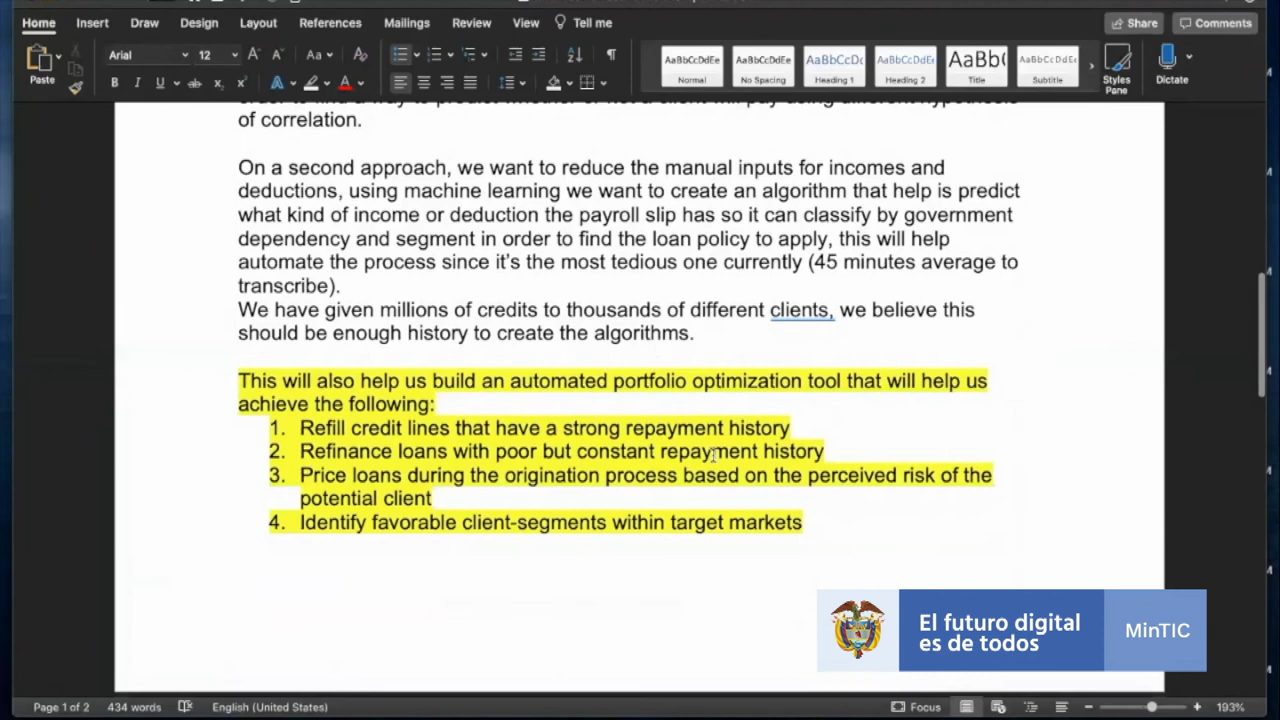 Home Insert Draw Design Layout References Mailings Review View Tell me Share Comments
Paste Arial 12 Aa Normal No Spacing Heading 1 Heading 2 Title Subtitle Styles Pane Dictate
of correlation.
On a second approach, we want to reduce the manual inputs for incomes and
deductions, using machine learning we want to create an algorithm that help is predict
what kind of income or deduction the payroll slip has so it can classify by government
dependency and segment in order to find the loan policy to apply, this will help
automate the process since it's the most tedious one currently (45 minutes average to
transcribe).
We have given millions of credits to thousands of different clients, we believe this
should be enough history to create the algorithms.
This will also help us build an automated portfolio optimization tool that will help us
achieve the following:
1. Refill credit lines that have a strong repayment history
2. Refinance loans with poor but constant repayment history
3. Price loans during the origination process based on the perceived risk of the
potential client
4. Identify favorable client-segments within target markets
El futuro digital
es de todos
MinTIC
Page 1 of 2 434 words English (United States) Focus 193%